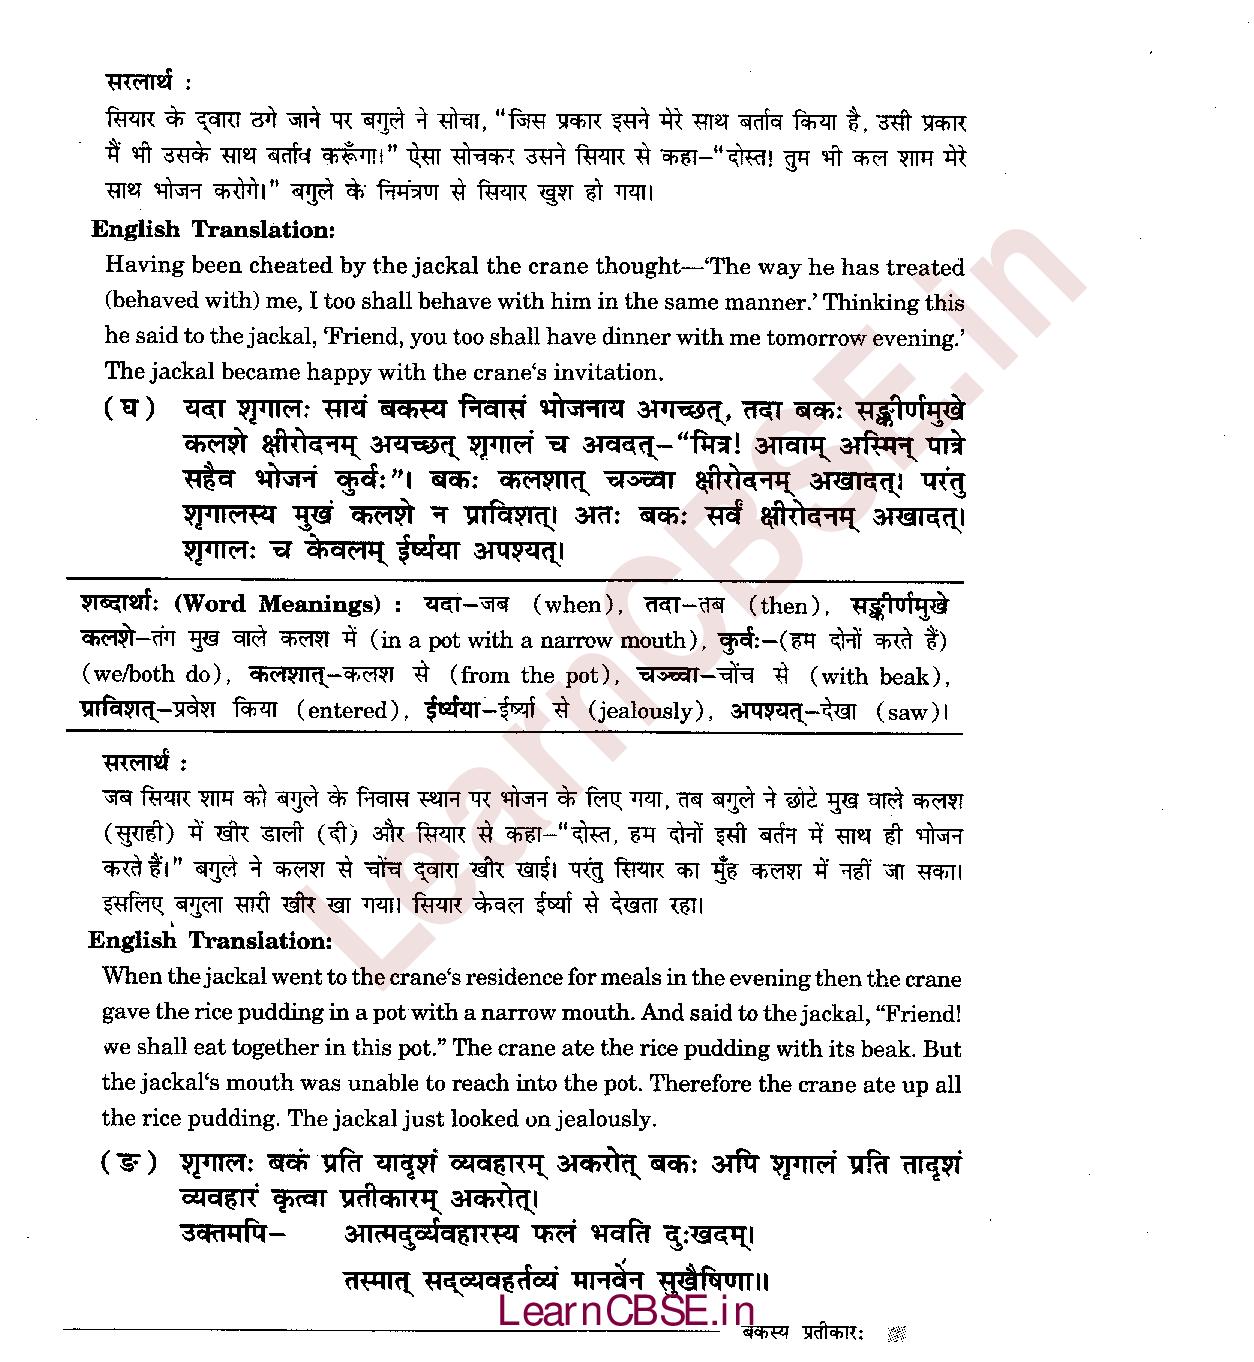 सरलार्थ :
सियार के द्वारा ठगे जाने पर बगुले ने सोचा, “जिस प्रकार इसने मेरे साथ बर्ताव किया है, उसी प्रकार
मैं भी उसके साथ बर्ताव करूँगा।” ऐसा सोचकर उसने सियार से कहा–“दोस्त! तुम भी कल शाम मेरे
साथ भोजन करोगे।” बगुले के निमंत्रण से सियार खुश हो गया।
English Translation:
Having been cheated by the jackal the crane thought—‘The way he has treated
(behaved with) me, I too shall behave with him in the same manner.’ Thinking this
he said to the jackal, ‘Friend, you too shall have dinner with me tomorrow evening.’
The jackal became happy with the crane‘s invitation.
(घ) यदा शृगालः सायं बकस्य निवासं भोजनाय अगच्छत्, तदा बकः सङ्कीर्णमुखे
कलशे क्षीरोदनम् अयच्छत् शृगालं च अवदत्–“मित्र! आवाम् अस्मिन् पात्रे
सहैव भोजनं कुर्वः”। बकः कलशात् चञ्च्वा क्षीरोदनम् अखादत्। परंतु
शृगालस्य मुखं कलशे न प्राविशत्। अतः बकः सर्वं क्षीरोदनम् अखादत्।
शृगालः च केवलम् ईर्ष्यया अपश्यत्।
शब्दार्थाः (Word Meanings) : यदा–जब (when), तदा–तब (then), सङ्कीर्णमुखे
कलशे–तंग मुख वाले कलश में (in a pot with a narrow mouth), कुर्वः–(हम दोनों करते हैं)
(we/both do), कलशात्–कलश से (from the pot), चञ्च्वा–चोंच से (with beak),
प्राविशत्–प्रवेश किया (entered), ईर्ष्यया–ईर्ष्या से (jealously), अपश्यत्–देखा (saw)।
सरलार्थ :
जब सियार शाम को बगुले के निवास स्थान पर भोजन के लिए गया, तब बगुले ने छोटे मुख वाले कलश
(सुराही) में खीर डाली (दी) और सियार से कहा–“दोस्त, हम दोनों इसी बर्तन में साथ ही भोजन
करते हैं।” बगुले ने कलश से चोंच द्वारा खीर खाई। परंतु सियार का मुँह कलश में नहीं जा सका।
इसलिए बगुला सारी खीर खा गया। सियार केवल ईर्ष्या से देखता रहा।
English Translation:
When the jackal went to the crane‘s residence for meals in the evening then the crane
gave the rice pudding in a pot with a narrow mouth. And said to the jackal, “Friend!
we shall eat together in this pot.” The crane ate the rice pudding with its beak. But
the jackal‘s mouth was unable to reach into the pot. Therefore the crane ate up all
the rice pudding. The jackal just looked on jealously.
(ङ) शृगालः बकं प्रति यादृशं व्यवहारम् अकरोत् बकः अपि शृगालं प्रति तादृशं
व्यवहारं कृत्वा प्रतीकारम् अकरोत्।
उक्तमपि– आत्मदुर्व्यवहारस्य फलं भवति दुःखदम्।
तस्मात् सद्व्यवहर्तव्यं मानवेन सुखैषिणा॥
LearnCBSE.in
बकस्य प्रतीकारः
LearnCBSE.in